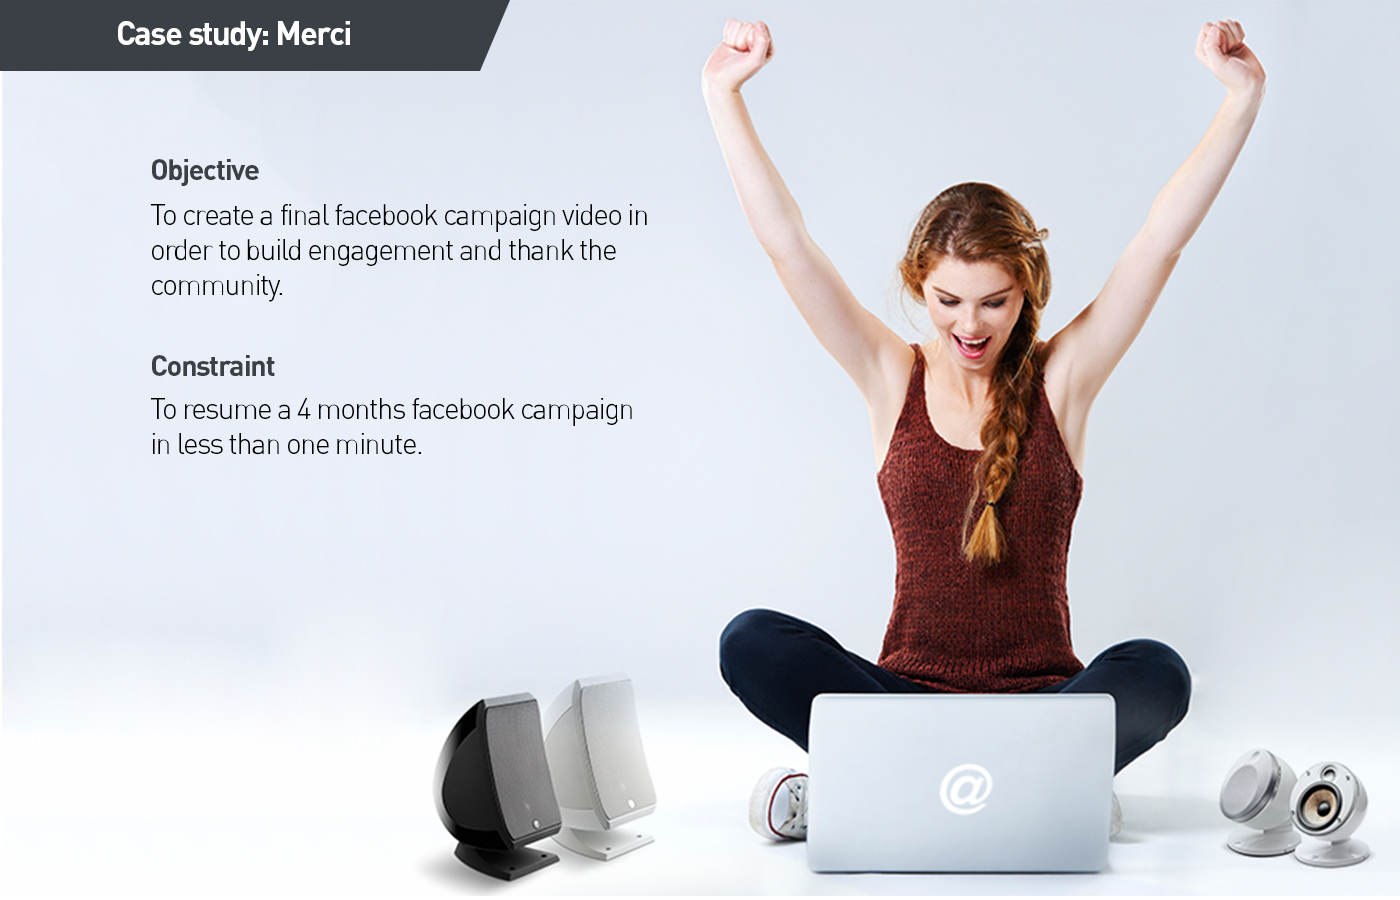 Case study: Merci
Objective
To create a final facebook campaign video in
order to build engagement and thank the
community.
Constraint
To resume a 4 months facebook campaign
in less than one minute.
@